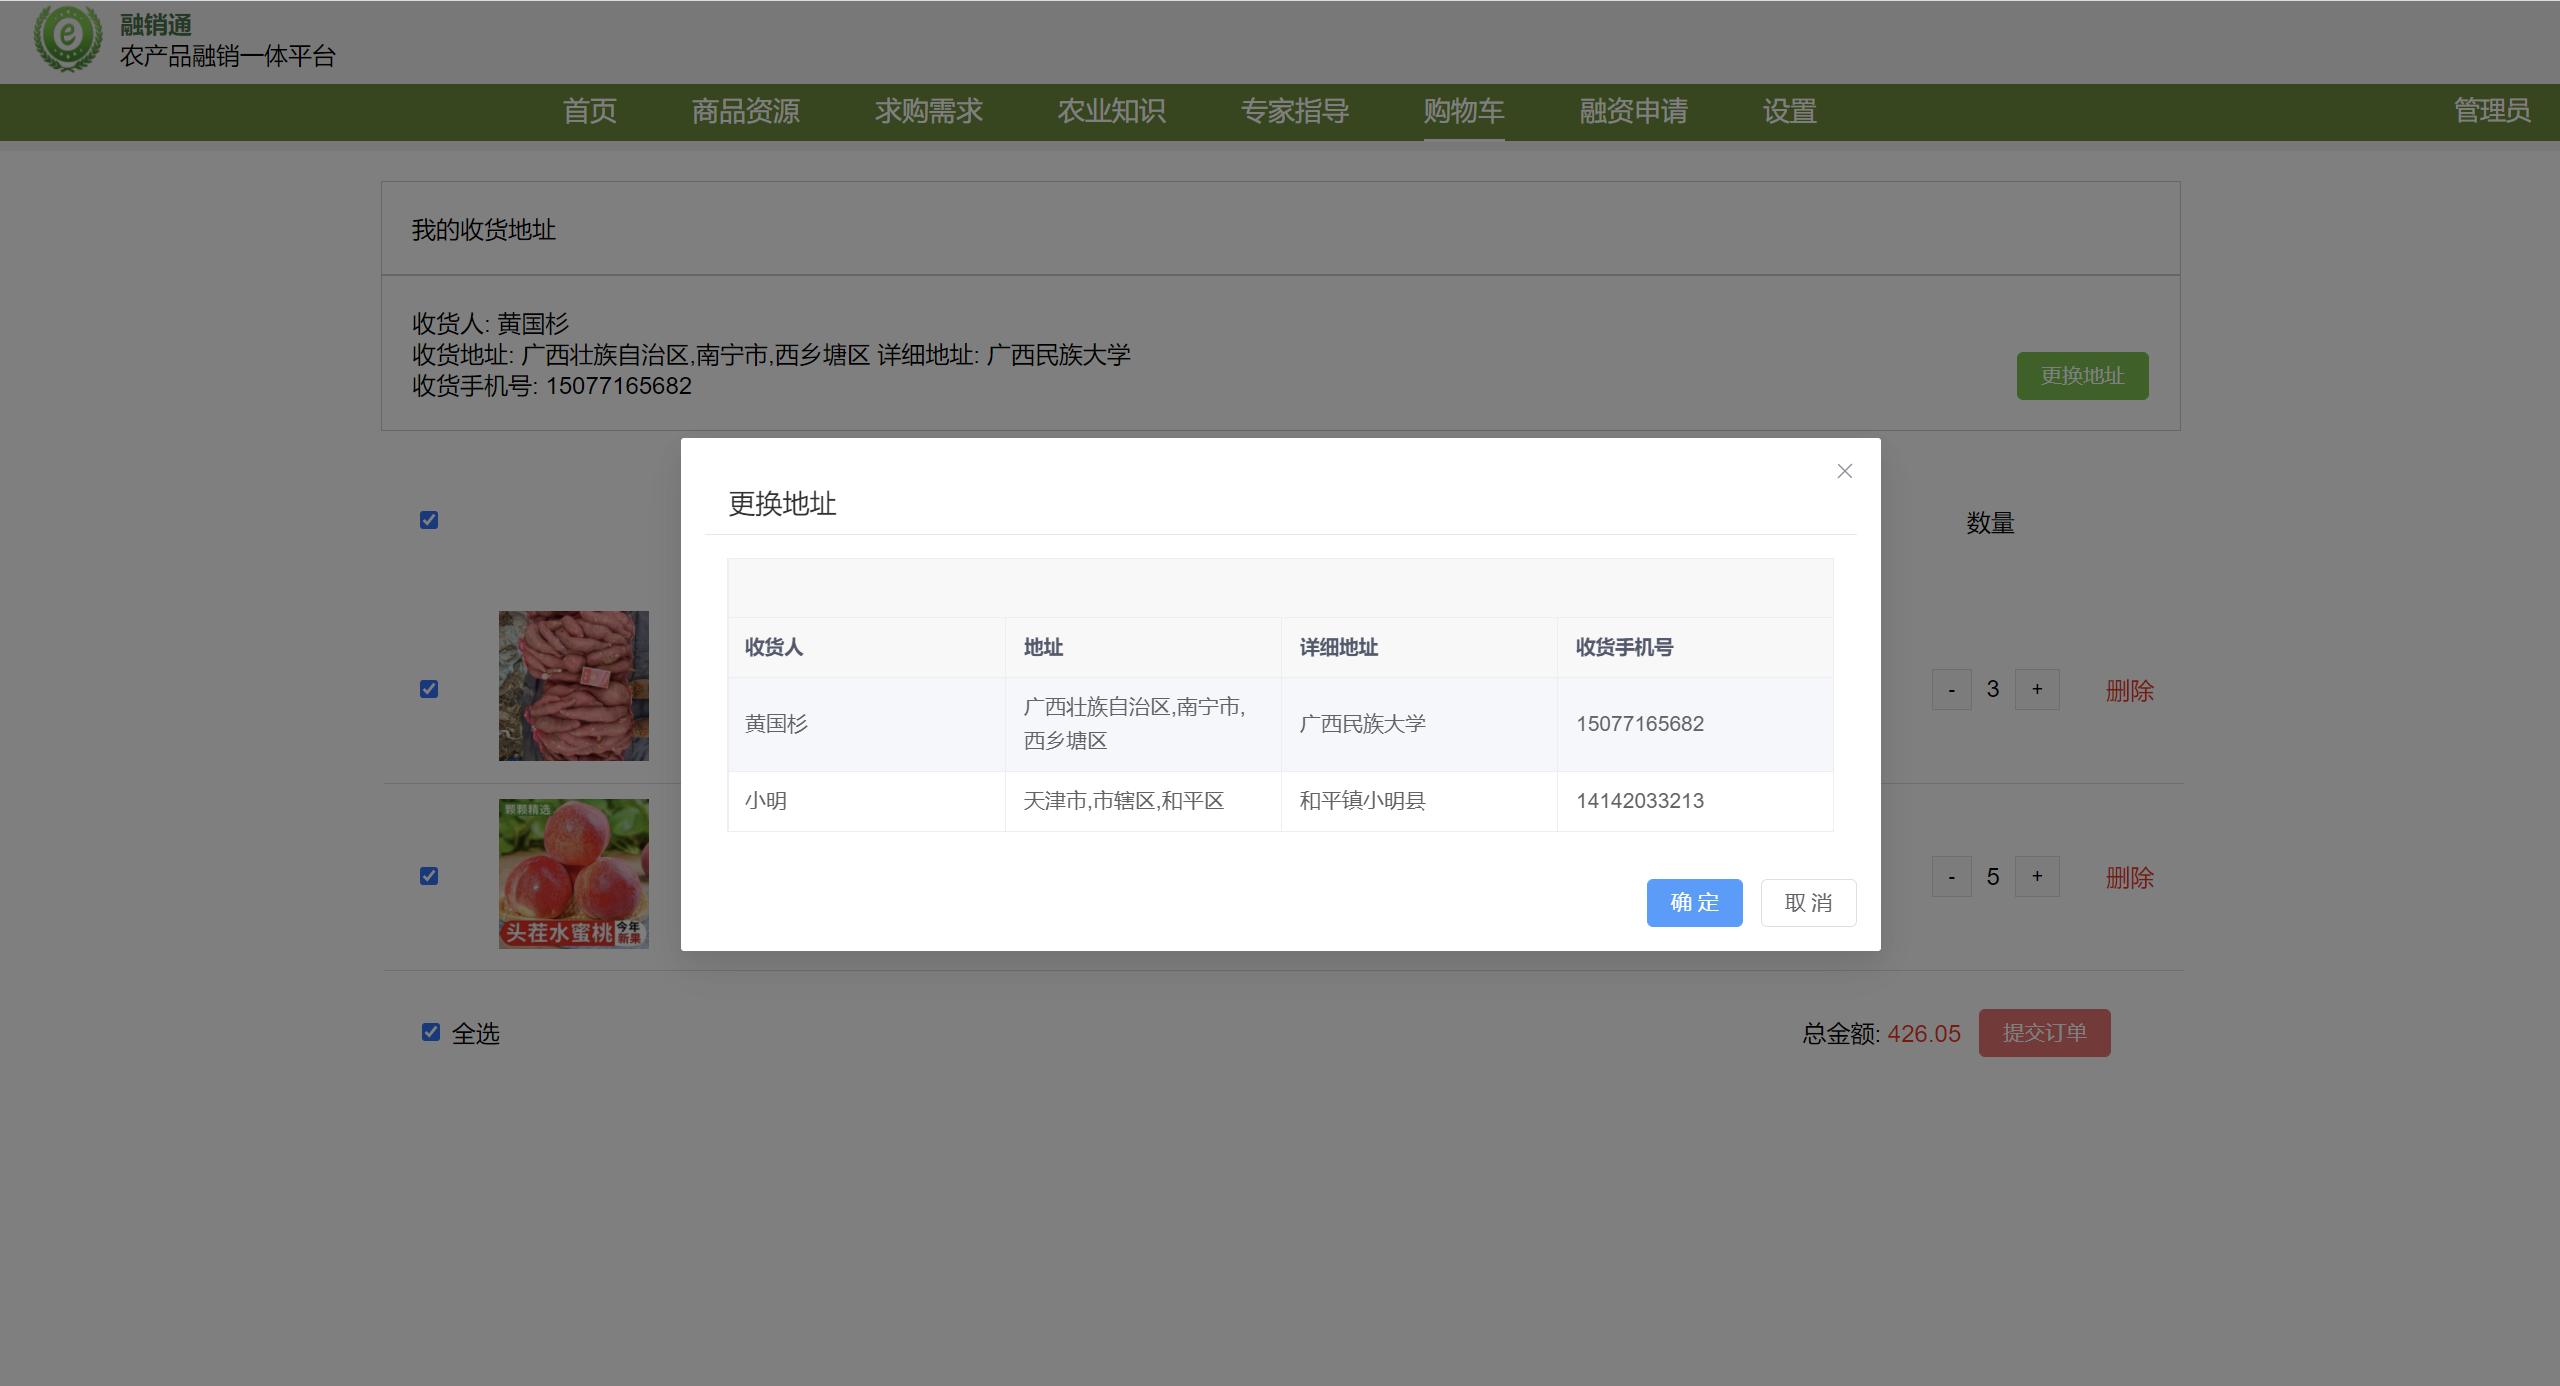 融销通
农产品融销一体平台
首页 商品资源 求购需求 农业知识 专家指导 购物车 融资申请 设置 管理员
我的收货地址
收货人: 黄国杉
收货地址: 广西壮族自治区,南宁市,西乡塘区 详细地址: 广西民族大学
收货手机号: 15077165682
更换地址
更换地址
数量
收货人 地址 详细地址 收货手机号
黄国杉 广西壮族自治区,南宁市,
西乡塘区 广西民族大学 15077165682
小明 天津市,市辖区,和平区 和平镇小明县 14142033213
- 3 + 删除
颗颗精选
头茬水蜜桃 今年
新果
- 5 + 删除
确 定 取 消
全选 总金额: 426.05 提交订单